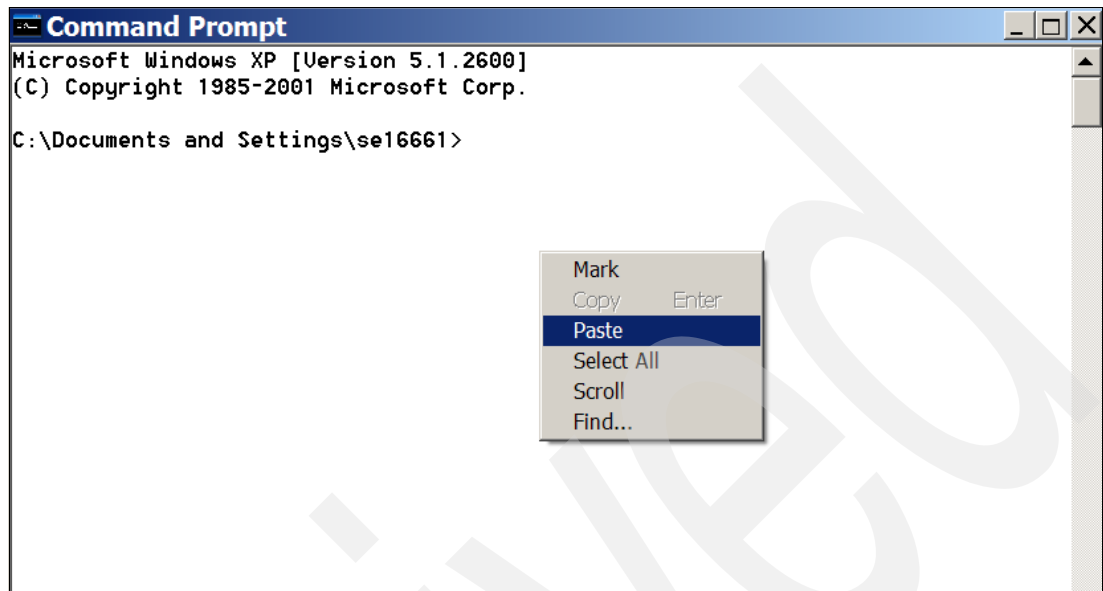 Command Prompt
Microsoft Windows XP [Version 5.1.2600]
(C) Copyright 1985-2001 Microsoft Corp.
C:\Documents and Settings\se16661>
Mark
Copy Enter
Paste
Select All
Scroll
Find...